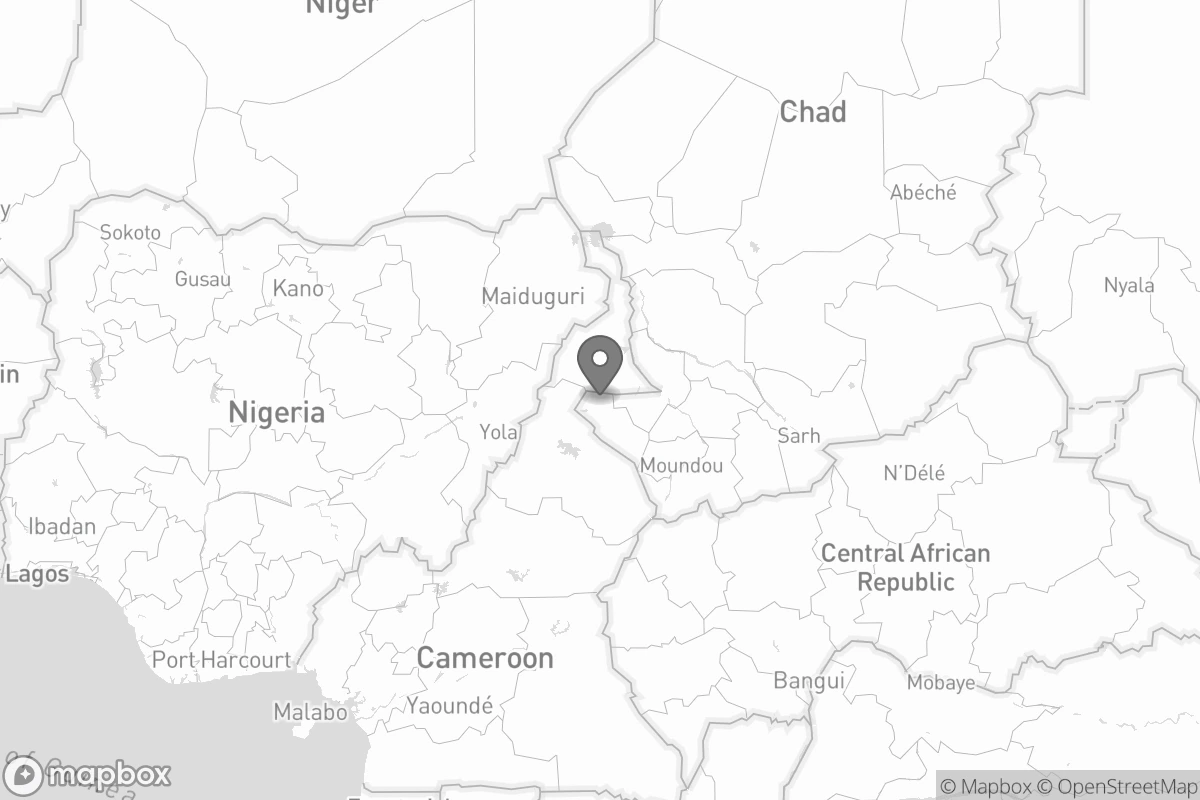 Niger
Chad
Abéché
Sokoto
Gusau
Kano
Maiduguri
Nyala
in
Nigeria
Yola
Sarh
Moundou
N'Délé
Ibadan
Lagos
Central African
Republic
Port Harcourt
Cameroon
Bangui
Mobaye
Malabo
Yaoundé
mapbox
© Mapbox © OpenStreetMap